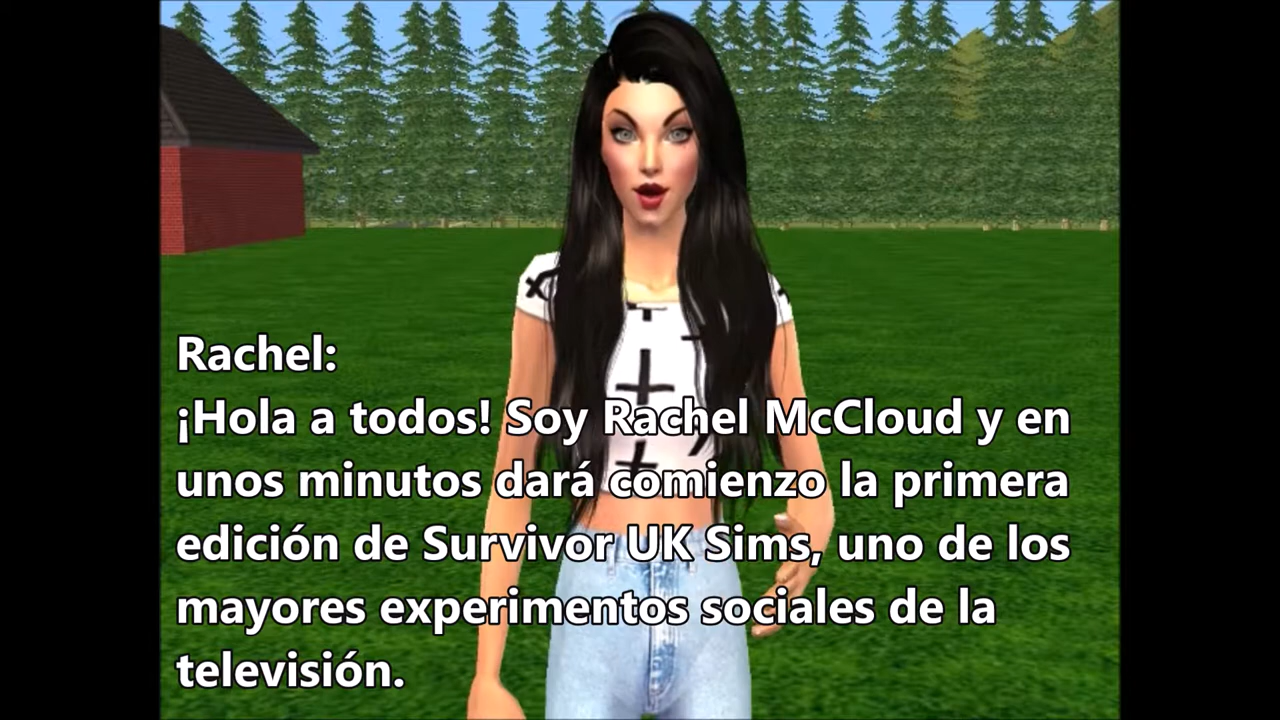 Rachel:
¡Hola a todos! Soy Rachel McCloud y en
unos minutos dará comienzo la primera
edición de Survivor UK Sims, uno de los
mayores experimentos sociales de la
televisión.